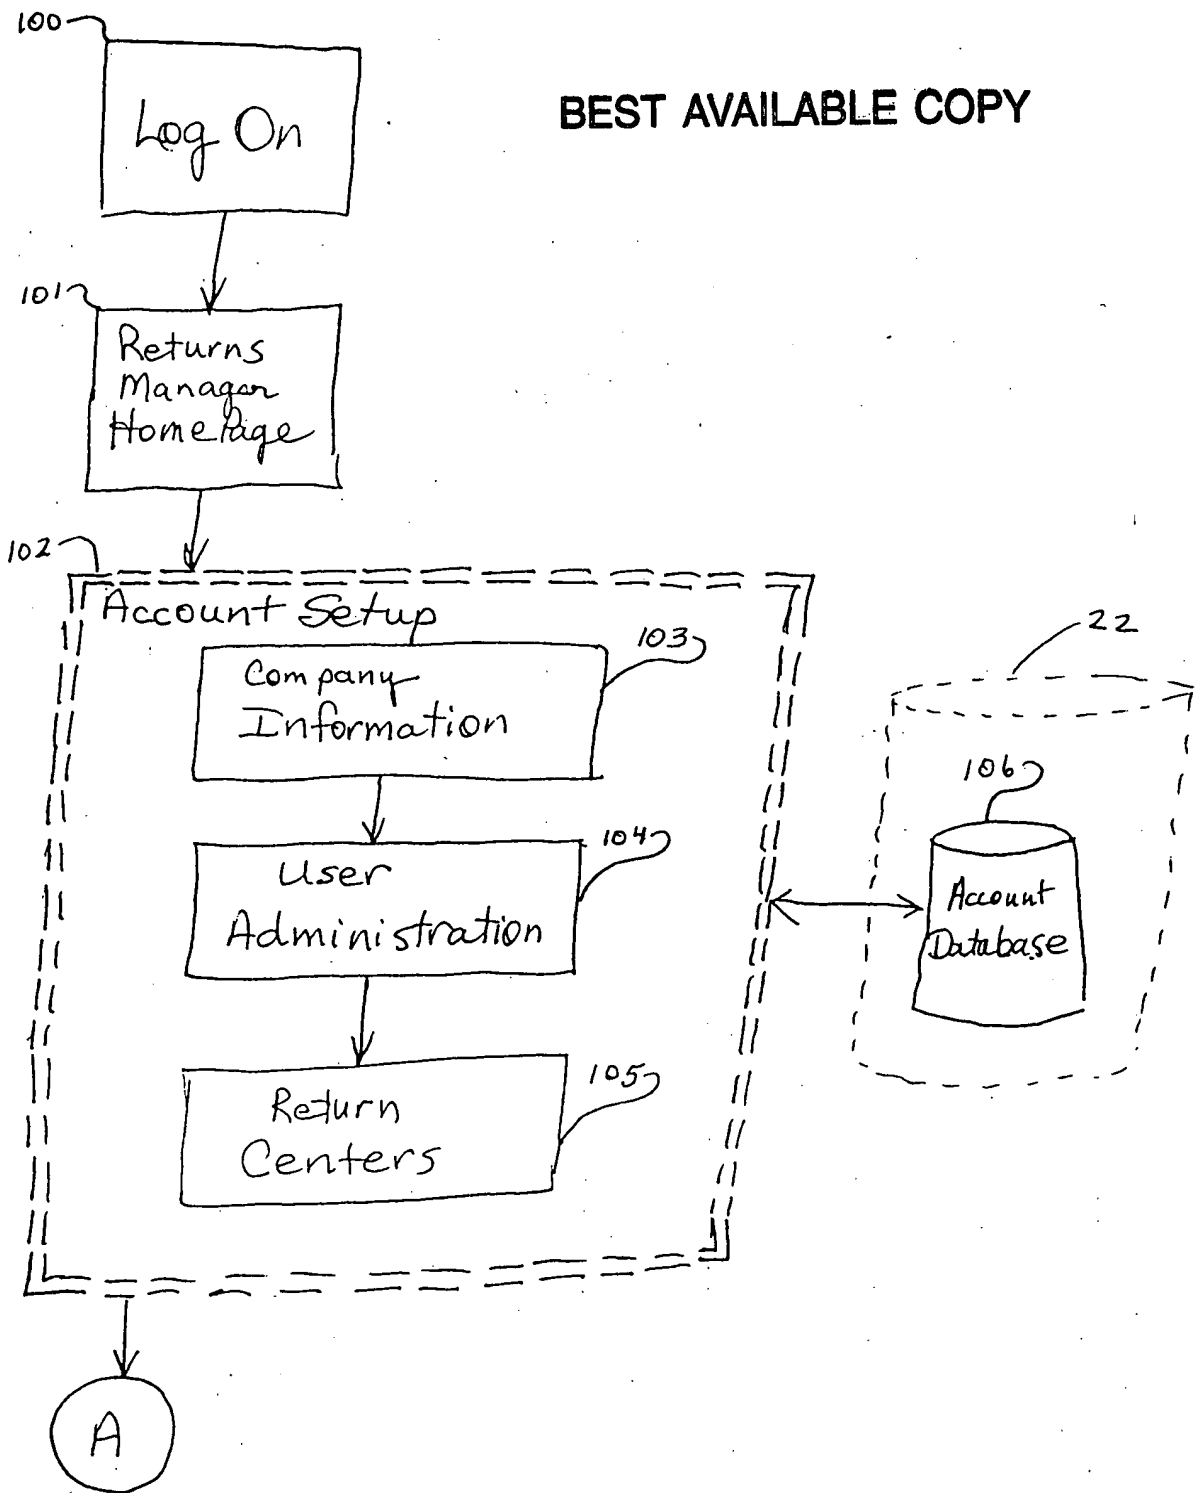 100
BEST AVAILABLE COPY
Log On
101
Returns
Manager
HomePage
102
Account Setup
103
Company
Information
22
106
104
User
Administration
Account
Database
105
Return
Centers
A